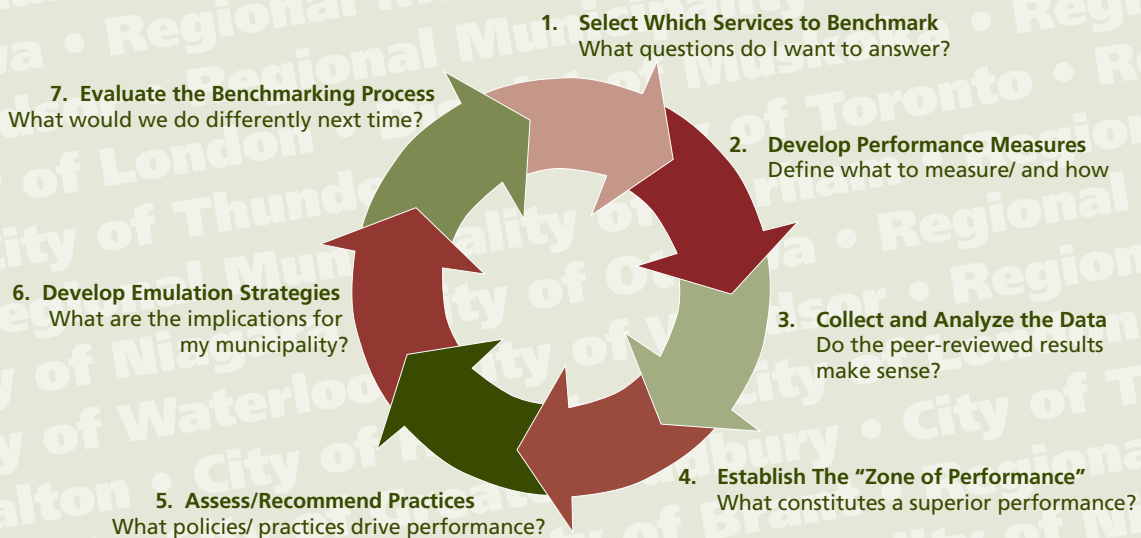 1. Select Which Services to Benchmark
What questions do I want to answer?
2. Develop Performance Measures
Define what to measure/ and how
3. Collect and Analyze the Data
Do the peer-reviewed results
make sense?
4. Establish The “Zone of Performance”
What constitutes a superior performance?
5. Assess/Recommend Practices
What policies/ practices drive performance?
6. Develop Emulation Strategies
What are the implications for
my municipality?
7. Evaluate the Benchmarking Process
What would we do differently next time?